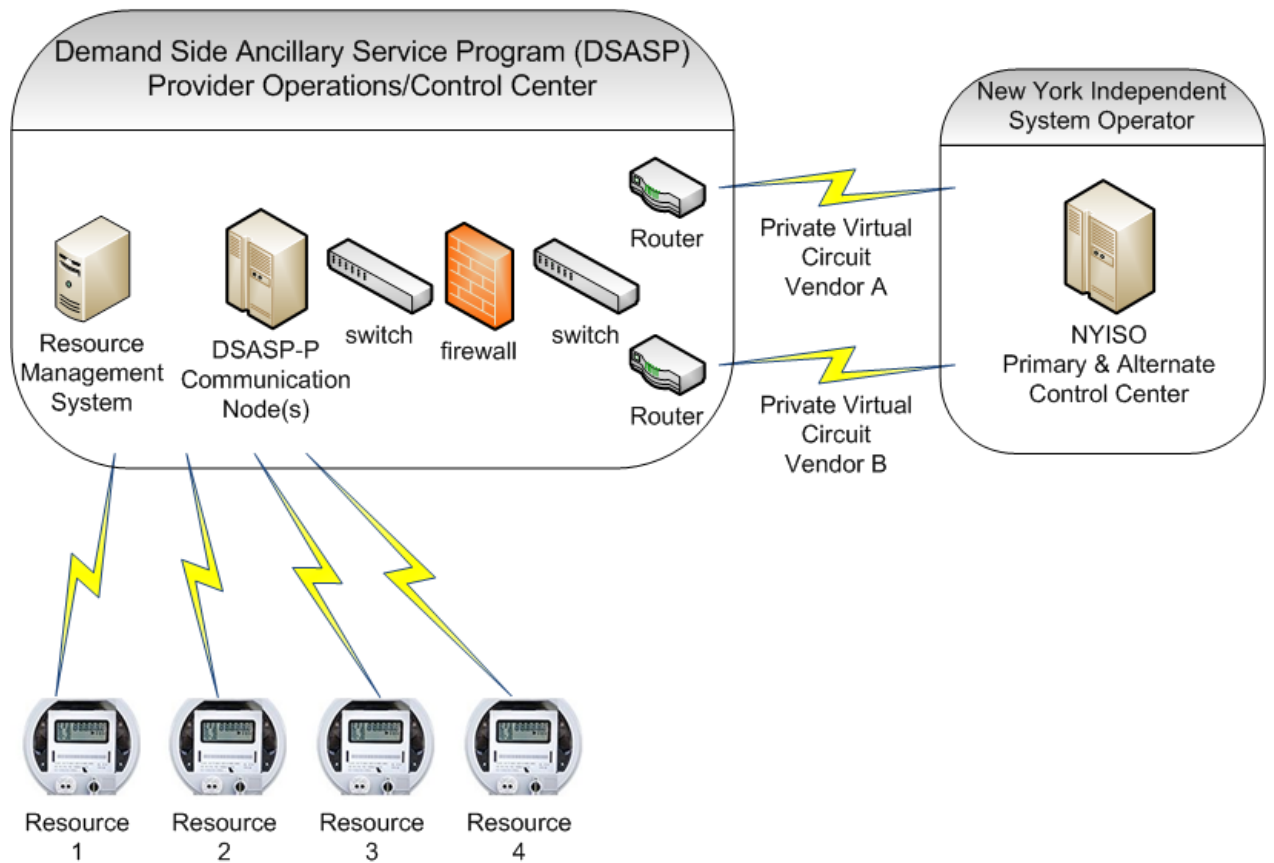 Demand Side Ancillary Service Program (DSASP)
Provider Operations/Control Center
New York Independent
System Operator
Router
Private Virtual
Circuit
Vendor A
Resource
Management
System
DSASP-P
Communication
Node(s)
switch
firewall
switch
Router
Private Virtual
Circuit
Vendor B
NYISO
Primary & Alternate
Control Center
Resource
1
Resource
2
Resource
3
Resource
4